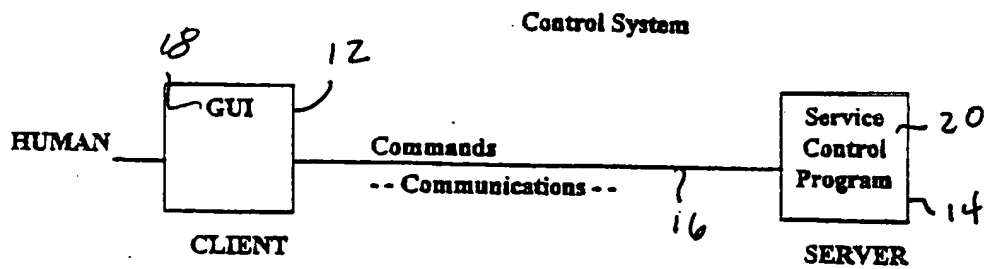 Control System
18
12
GUI
HUMAN
Commands
-- Communications --
16
CLIENT
Service
Control
Program
20
14
SERVER